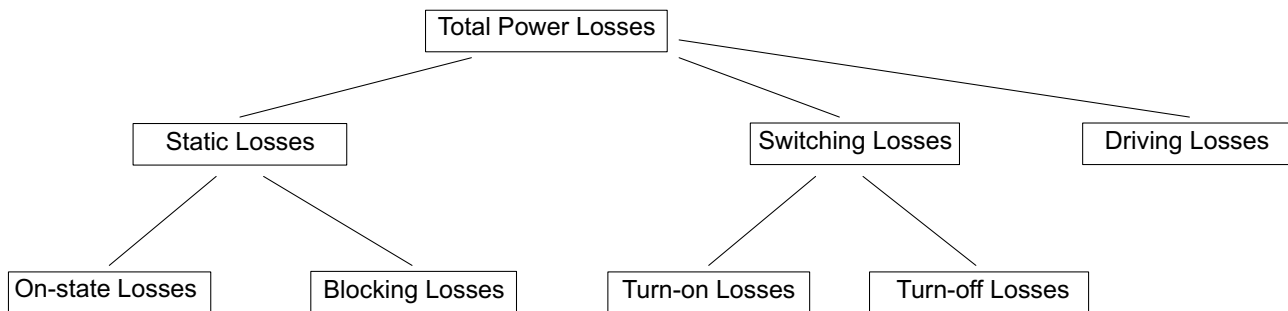 Total Power Losses
Static Losses
Switching Losses
Driving Losses
On-state Losses
Blocking Losses
Turn-on Losses
Turn-off Losses